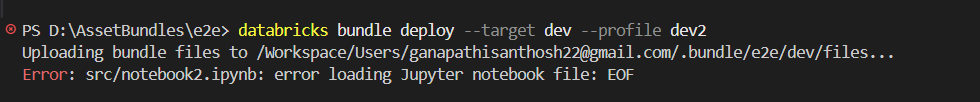 PS D:\AssetBundles\e2e> databricks bundle deploy --target dev --profile dev2
Uploading bundle files to /Workspace/Users/ganapathisanthosh22@gmail.com/.bundle/e2e/dev/files...
Error: src/notebook2.ipynb: error loading Jupyter notebook file: EOF